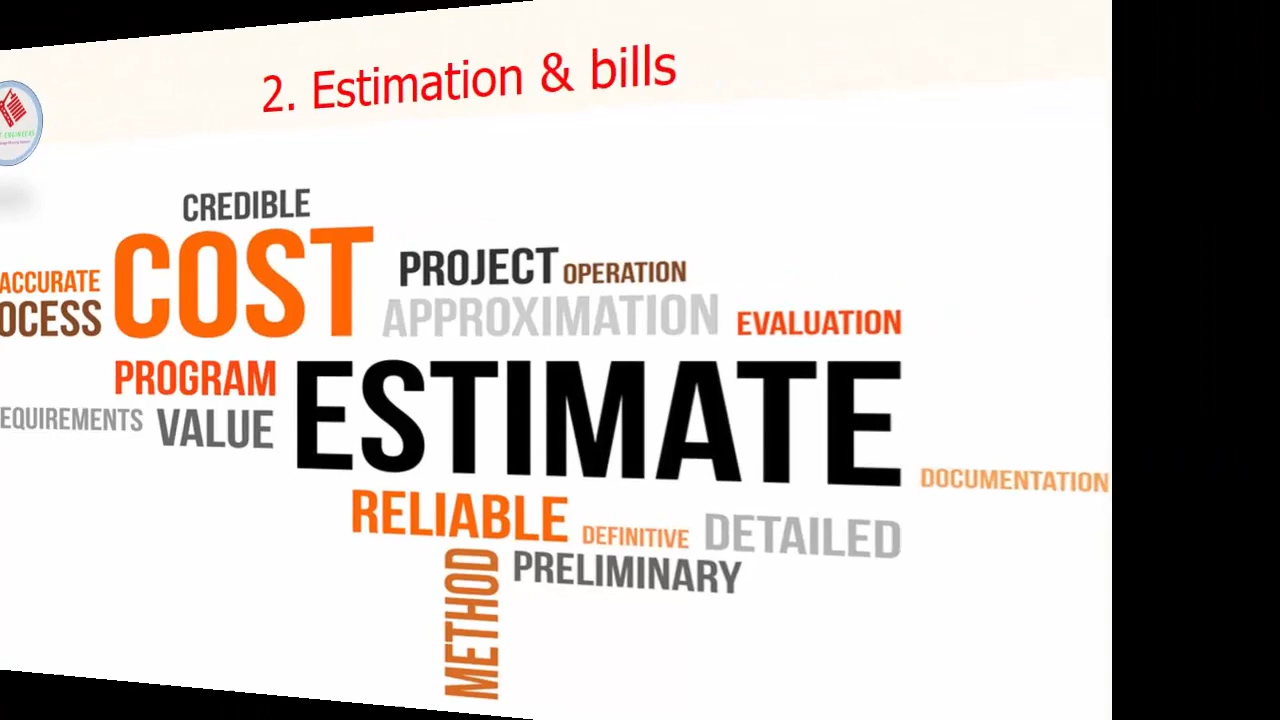 2. Estimation & bills
CREDIBLE
COST
PROJECT OPERATION
ACCURATE
OCESS
APPROXIMATION
EVALUATION
PROGRAM
ESTIMATE
EQUIREMENTS VALUE
DOCUMENTATION
RELIABLE
DEFINITIVE DETAILED
PRELIMINARY
METHOD